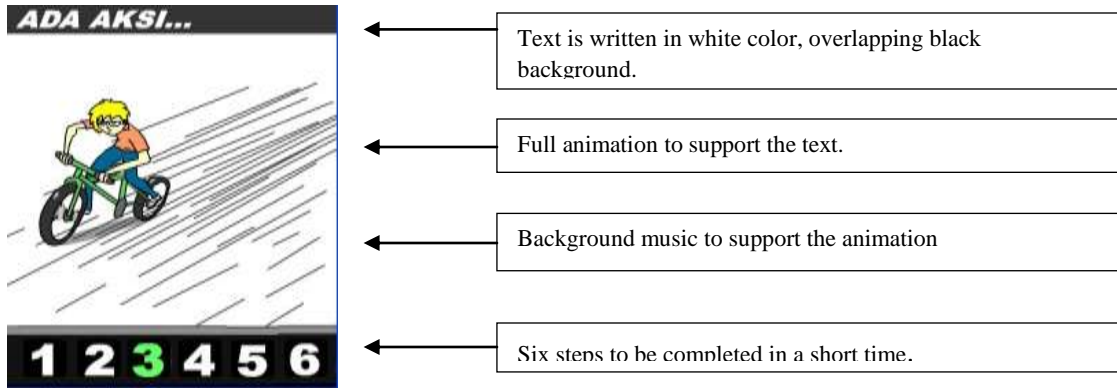 ADA AKSI...
Text is written in white color, overlapping black
background.
Full animation to support the text.
Background music to support the animation
Six steps to be completed in a short time.
1 2 3 4 5 6